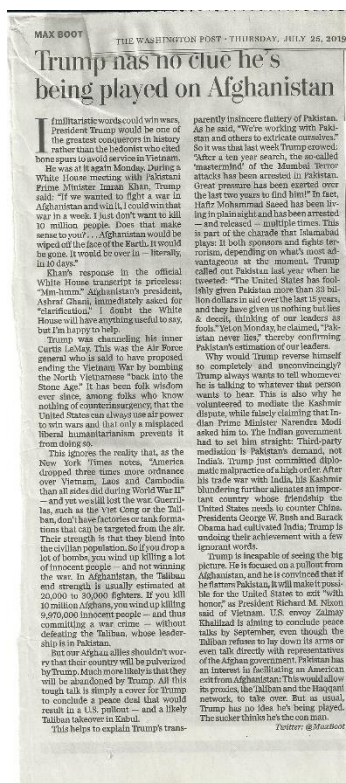 MAX BOOT
THE WASHINGTON POST · THURSDAY, JULY 25, 2019
Trump has no clue he's
being played on Afghanistan
If militaristic words could win wars,
President Trump would be one of
the greatest conquerors in history
rather than the hedonist who cited
bone spurs to avoid service in Vietnam.
He was at it again Monday. During a
White House meeting with Pakistani
Prime Minister Imran Khan, Trump
said: "If we wanted to fight a war in
Afghanistan and win it, I could win that
war in a week. I just don't want to kill
10 million people. Does that make
sense to you? . . . Afghanistan would be
wiped off the face of the Earth. It would
be gone. It would be over — literally,
in 10 days."
Khan's response in the official
White House transcript is priceless:
"Mm-hmm." Afghanistan's president,
Ashraf Ghani, immediately asked for
"clarification." I doubt the White
House will have anything useful to say,
but I'm happy to help.
Trump was channeling his inner
Curtis LeMay. This was the Air Force
general who is said to have proposed
ending the Vietnam War by bombing
the North Vietnamese "back into the
Stone Age." It has been folk wisdom
ever since, among folks who know
nothing of counterinsurgency, that the
United States can always use air power
to win wars and that only a misplaced
liberal humanitarianism prevents it
from doing so.
This ignores the reality that, as the
New York Times notes, "America
dropped three times more ordnance
over Vietnam, Laos and Cambodia
than all sides did during World War II"
— and yet we still lost the war. Guerril-
las, such as the Viet Cong or the Tali-
ban, don't have factories or tank forma-
tions that can be targeted from the air.
Their strength is that they blend into
the civilian population. So if you drop a
lot of bombs, you wind up killing a lot
of innocent people — and not winning
the war. In Afghanistan, the Taliban
end strength is usually estimated at
20,000 to 30,000 fighters. If you kill
10 million Afghans, you wind up killing
9,970,000 innocent people — and thus
committing a war crime — without
defeating the Taliban, whose leader-
ship is in Pakistan.
But our Afghan allies shouldn't wor-
ry that their country will be pulverized
by Trump. Much more likely is that they
will be abandoned by Trump. All this
tough talk is simply a cover for Trump
to conclude a peace deal that would
result in a U.S. pullout — and a likely
Taliban takeover in Kabul.
This helps to explain Trump's trans-
parently insincere flattery of Pakistan.
As he said, "We're working with Paki-
stan and others to extricate ourselves."
So it was that last week Trump crowed:
"After a ten year search, the so-called
'mastermind' of the Mumbai Terror
attacks has been arrested in Pakistan.
Great pressure has been exerted over
the last two years to find him!" In fact,
Hafiz Mohammad Saeed has been liv-
ing in plain sight and has been arrested
— and released — multiple times. This
is part of the charade that Islamabad
plays: It both sponsors and fights ter-
rorism, depending on what's most ad-
vantageous at the moment. Trump
called out Pakistan last year when he
tweeted: "The United States has fool-
ishly given Pakistan more than 33 bil-
lion dollars in aid over the last 15 years,
and they have given us nothing but lies
& deceit, thinking of our leaders as
fools." Yet on Monday, he claimed, "Pak-
istan never lies," thereby confirming
Pakistan's estimation of our leaders.
Why would Trump reverse himself
so completely and unconvincingly?
Trump always wants to tell whomever
he is talking to whatever that person
wants to hear. This is also why he
volunteered to mediate the Kashmir
dispute, while falsely claiming that In-
dian Prime Minister Narendra Modi
asked him to. The Indian government
had to set him straight: Third-party
mediation is Pakistan's demand, not
India's. Trump just committed diplo-
matic malpractice of a high order. After
his trade war with India, his Kashmir
blundering further alienates an impor-
tant country whose friendship the
United States needs to counter China.
Presidents George W. Bush and Barack
Obama had cultivated India; Trump is
undoing their achievement with a few
ignorant words.
Trump is incapable of seeing the big
picture. He is focused on a pullout from
Afghanistan, and he is convinced that if
he flatters Pakistan, it will make it possi-
ble for the United States to exit "with
honor," as President Richard M. Nixon
said of Vietnam. U.S. envoy Zalmay
Khalilzad is aiming to conclude peace
talks by September, even though the
Taliban refuses to lay down its arms or
even talk directly with representatives
of the Afghan government. Pakistan has
an interest in facilitating an American
exit from Afghanistan: This would allow
its proxies, the Taliban and the Haqqani
network, to take over. But as usual,
Trump has no idea he's being played.
The sucker thinks he's the con man.
Twitter: @MaxBoot